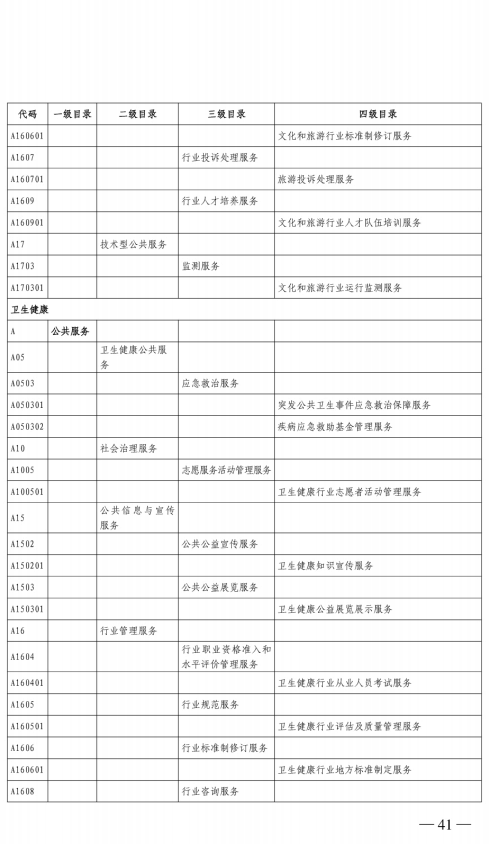 代码 一级目录 二级目录 三级目录 四级目录
A160601 文化和旅游行业标准制修订服务
A1607 行业投诉处理服务
A160701 旅游投诉处理服务
A1609 行业人才培养服务
A160901 文化和旅游行业人才队伍培训服务
A17 技术型公共服务
A1703 监测服务
A170301 文化和旅游行业运行监测服务
卫生健康
A 公共服务
A05 卫生健康公共服
务
A0503 应急救治服务
A050301 突发公共卫生事件应急救治保障服务
A050302 疾病应急救助基金管理服务
A10 社会治理服务
A1005 志愿服务活动管理服务
A100501 卫生健康行业志愿者活动管理服务
A15 公共信息与宣传
服务
A1502 公共公益宣传服务
A150201 卫生健康知识宣传服务
A1503 公共公益展览服务
A150301 卫生健康公益展览展示服务
A16 行业管理服务
A1604 行业职业资格准入和
水平评价管理服务
A160401 卫生健康行业从业人员考试服务
A1605 行业规范服务
A160501 卫生健康行业评估及质量管理服务
A1606 行业标准制修订服务
A160601 卫生健康行业地方标准制定服务
A1608 行业咨询服务
— 41 —